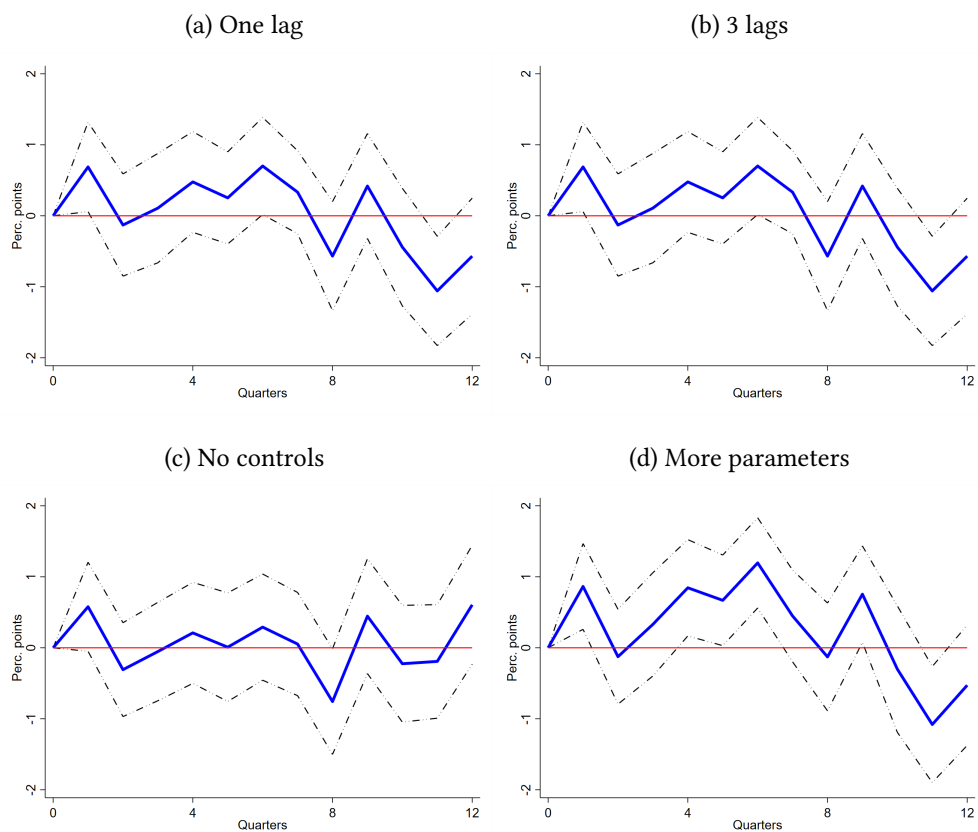 (a) One lag
(b) 3 lags
Perc. points
2
1
0
-1
-2
0 4 8 12
Quarters
Perc. points
2
1
0
-1
-2
0 4 8 12
Quarters
(c) No controls
(d) More parameters
Perc. points
2
1
0
-1
-2
0 4 8 12
Quarters
Perc. points
2
1
0
-1
-2
0 4 8 12
Quarters